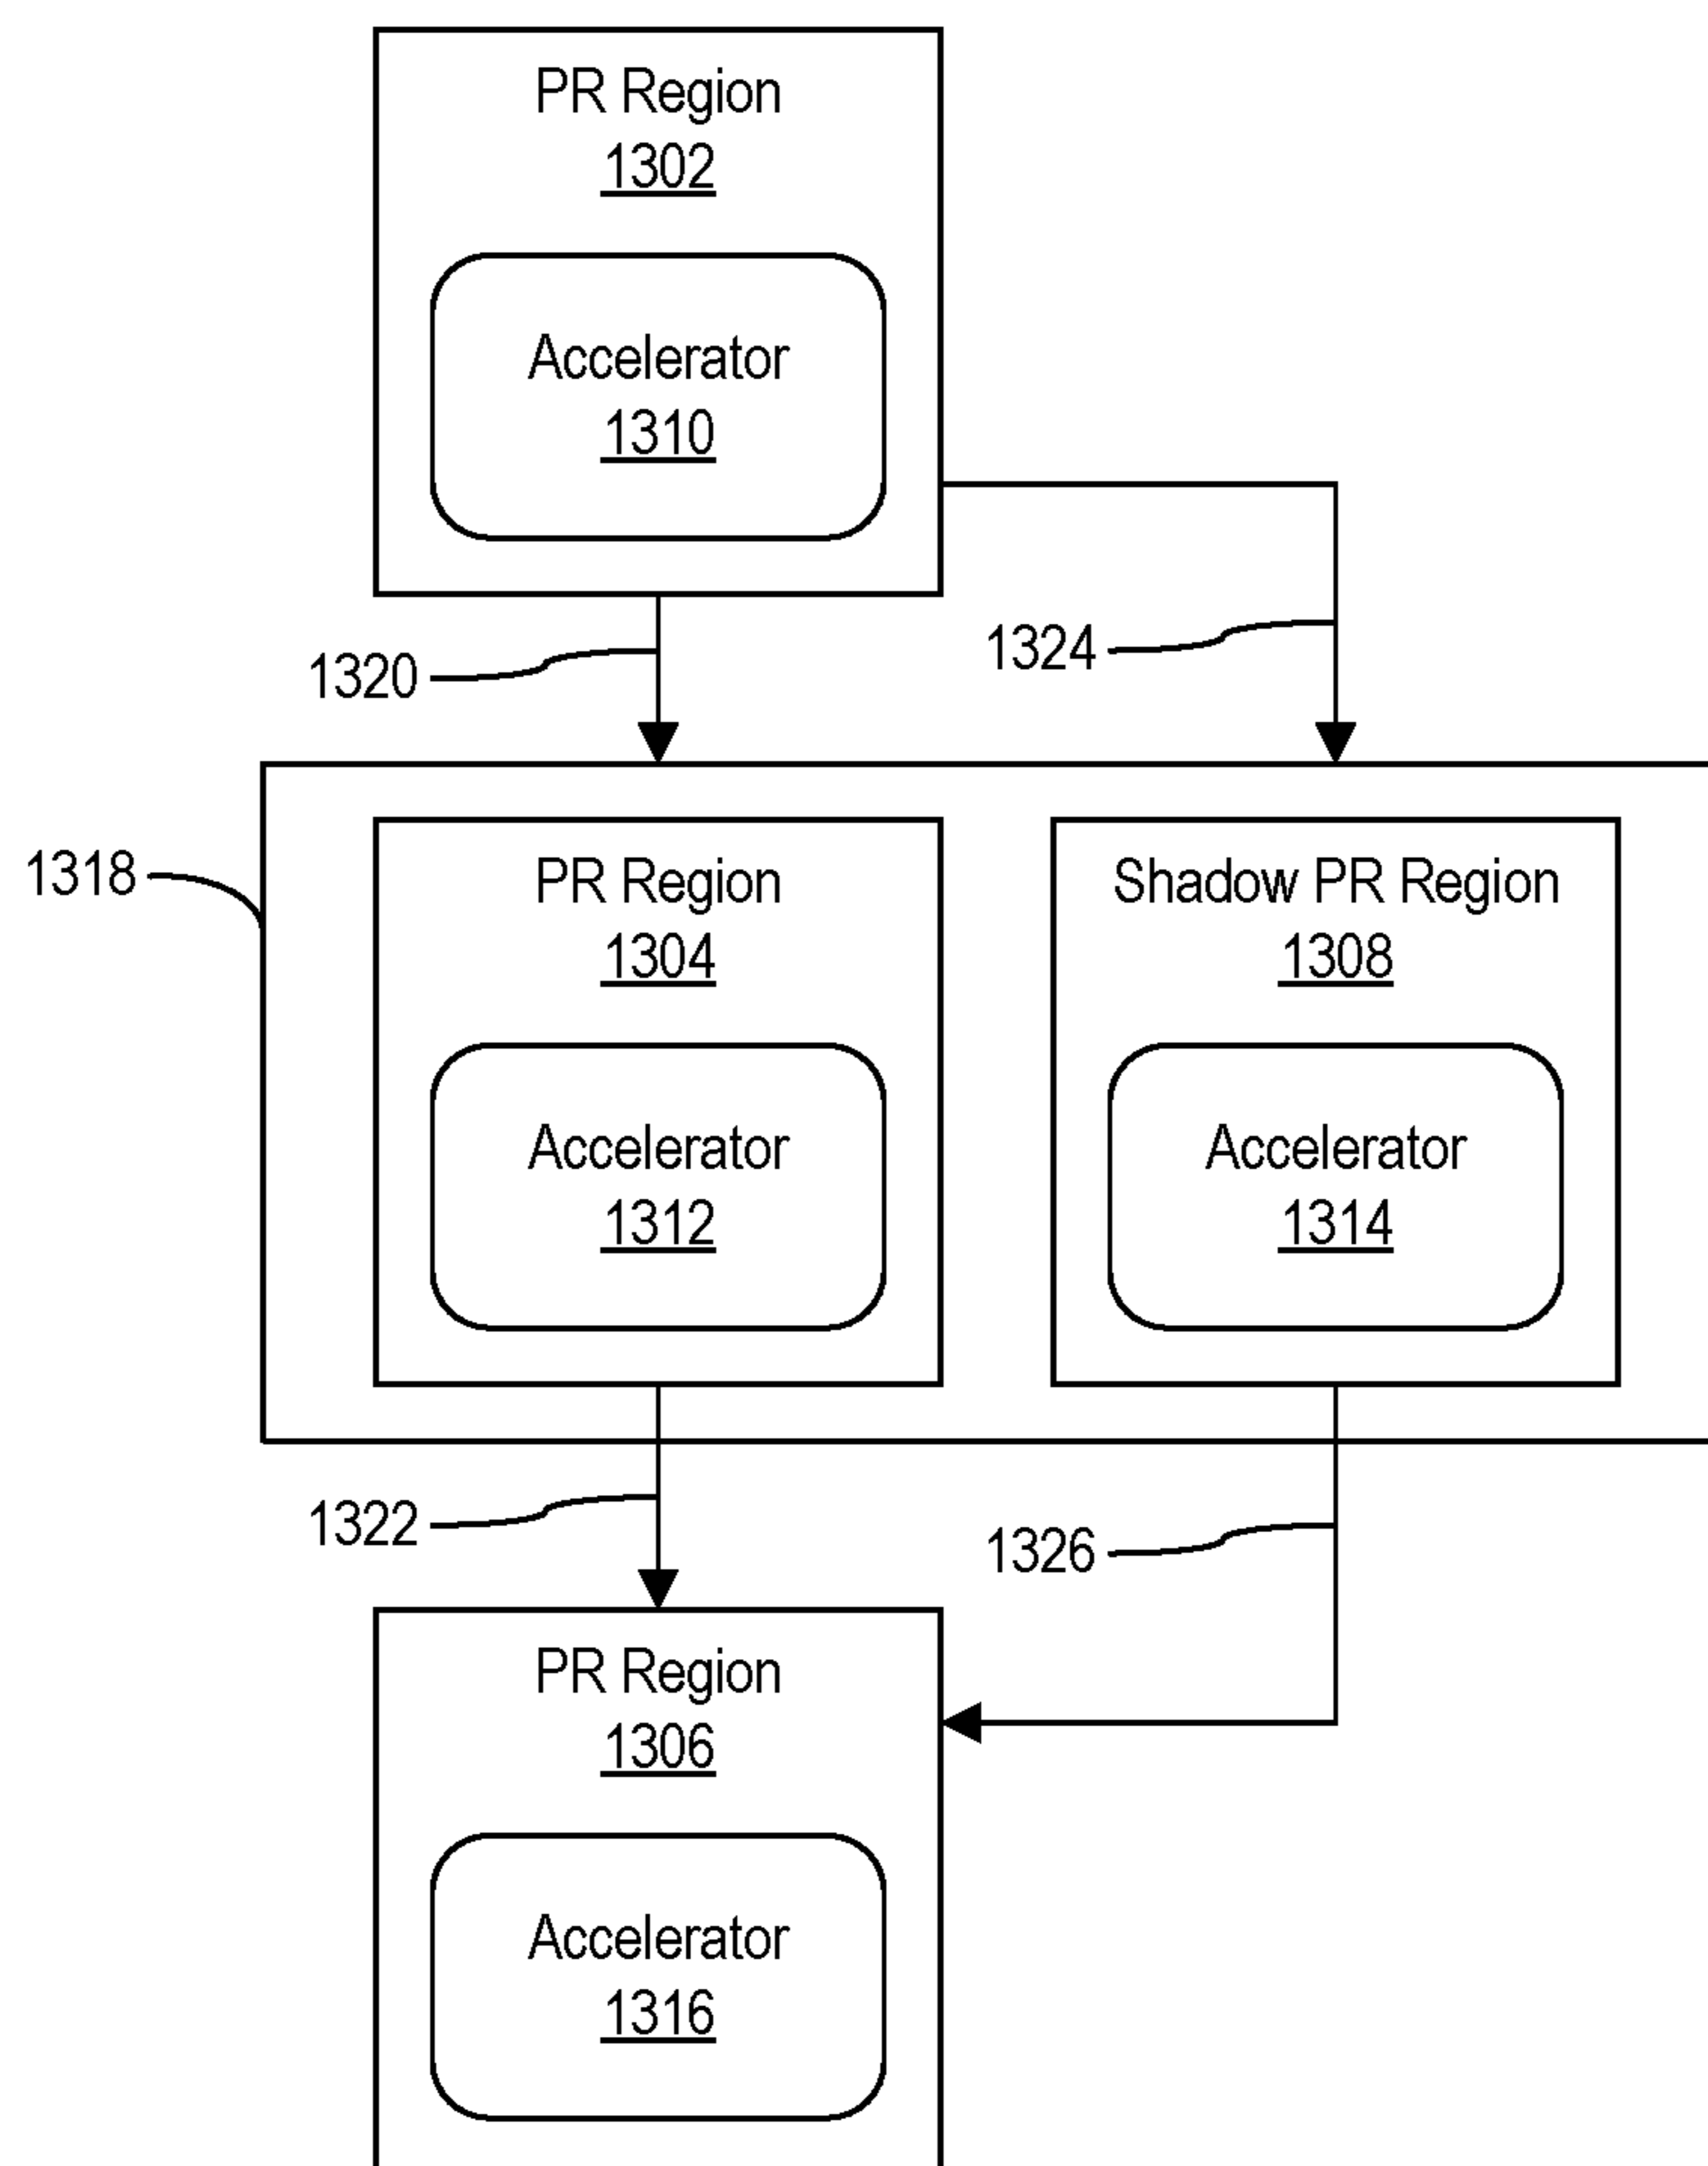 PR Region
1302
Accelerator
1310
1320
1324
1318
PR Region
1304
Accelerator
1312
Shadow PR Region
1308
Accelerator
1314
1322
1326
PR Region
1306
Accelerator
1316